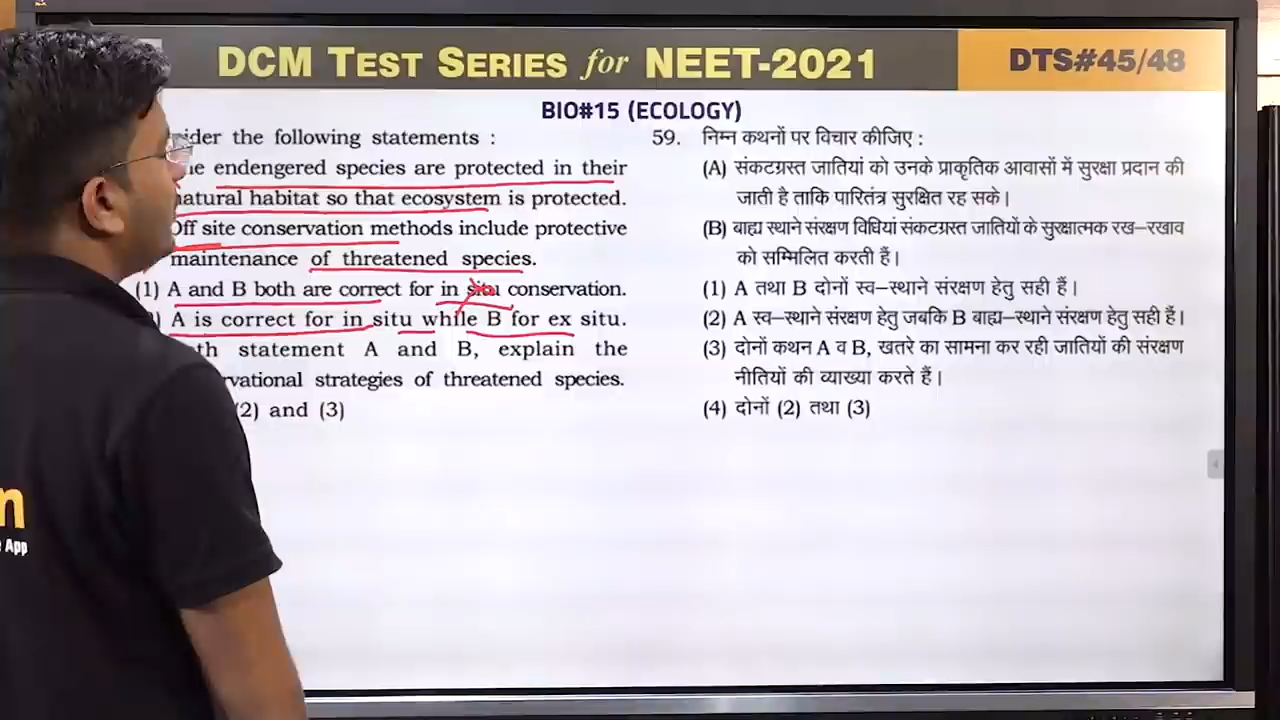 DCM TEST SERIES for NEET-2021
DTS#45/48
BIO#15 (ECOLOGY)
the following statements :
endengered species are protected in their
natural habitat so that ecosystem is protected.
Off site conservation methods include protective
maintenance of threatened species.
(1) A and B both are correct for in situ conservation.
A is correct for in situ while B for ex situ.
statement A and B, explain the
strategies of threatened species.
(2) and (3)
59. निम्न कथनों पर विचार कीजिए :
(A) संकटग्रस्त जातियां को उनके प्राकृतिक आवासों में सुरक्षा प्रदान की
जाती है ताकि पारितंत्र सुरक्षित रह सके।
(B) बाह्य स्थाने संरक्षण विधियां संकटग्रस्त जातियों के सुरक्षात्मक रख–रखाव
को सम्मिलित करती हैं।
(1) A तथा B दोनों स्व–स्थाने संरक्षण हेतु सही हैं।
(2) A स्व–स्थाने संरक्षण हेतु जबकि B बाह्य–स्थाने संरक्षण हेतु सही हैं।
(3) दोनों कथन A व B, खतरे का सामना कर रही जातियों की संरक्षण
नीतियों की व्याख्या करते हैं।
(4) दोनों (2) तथा (3)
4
App